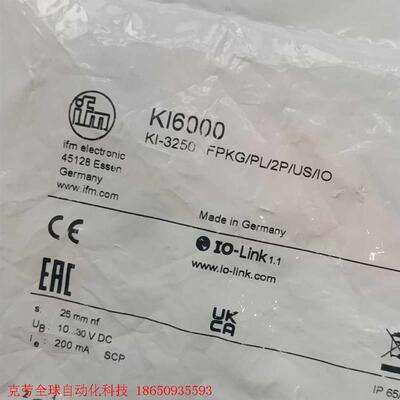 ifm
ifm electronic
45128 Essen
Germany
www.ifm.com
KI6000
KI-3250 FPKG/PL/2P/US/IO
Made in Germany
IO-Link 1.1
www.io-link.com
CE
EAC
UK
CA
s: 25 mm nf
UB: 10...30 V DC
Ie: 200 mA SCP
IP 65/
克劳全球自动化科技 18650935593